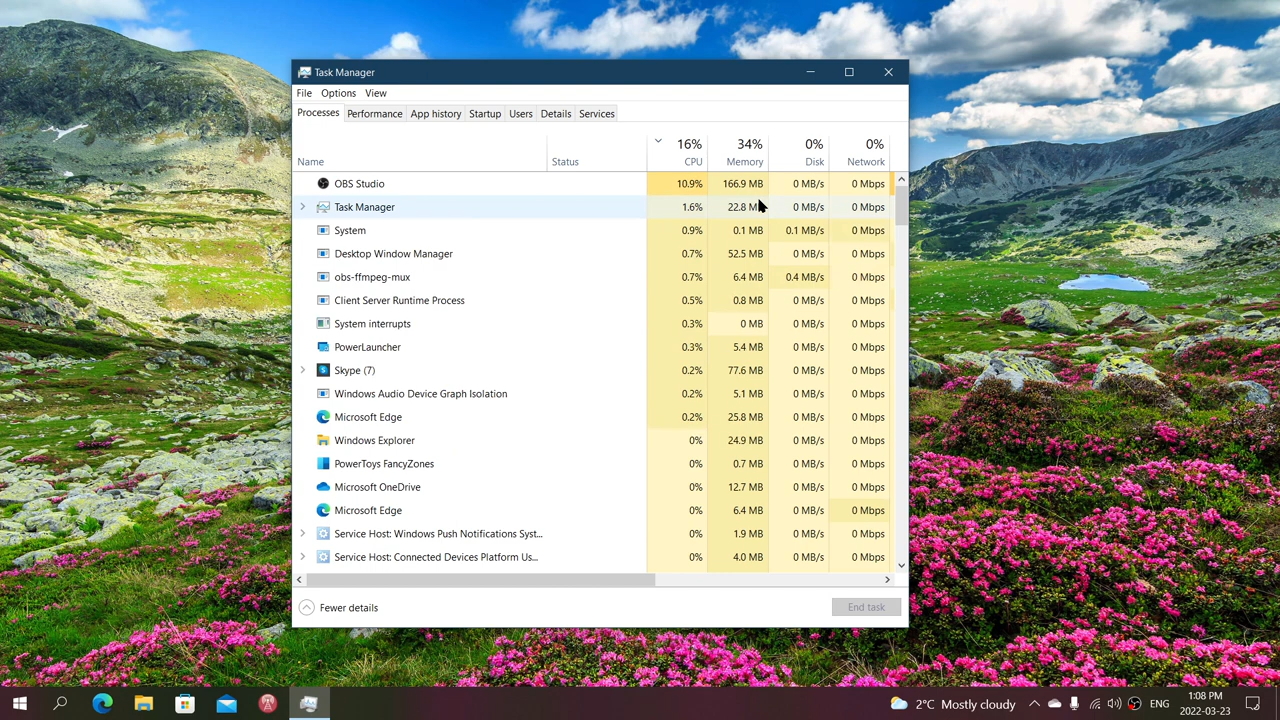 Task Manager
File Options View
Processes Performance App history Startup Users Details Services
16% 34% 0% 0%
Name Status CPU Memory Disk Network
OBS Studio 10.9% 166.9 MB 0 MB/s 0 Mbps
Task Manager 1.6% 22.8 0 MB/s 0 Mbps
System 0.9% 0.1 MB 0.1 MB/s 0 Mbps
Desktop Window Manager 0.7% 52.5 MB 0 MB/s 0 Mbps
obs-ffmpeg-mux 0.7% 6.4 MB 0.4 MB/s 0 Mbps
Client Server Runtime Process 0.5% 0.8 MB 0 MB/s 0 Mbps
System interrupts 0.3% 0 MB 0 MB/s 0 Mbps
PowerLauncher 0.3% 5.4 MB 0 MB/s 0 Mbps
Skype (7) 0.2% 77.6 MB 0 MB/s 0 Mbps
Windows Audio Device Graph Isolation 0.2% 5.1 MB 0 MB/s 0 Mbps
Microsoft Edge 0.2% 25.8 MB 0 MB/s 0 Mbps
Windows Explorer 0% 24.9 MB 0 MB/s 0 Mbps
PowerToys FancyZones 0% 0.7 MB 0 MB/s 0 Mbps
Microsoft OneDrive 0% 12.7 MB 0 MB/s 0 Mbps
Microsoft Edge 0% 6.4 MB 0 MB/s 0 Mbps
Service Host: Windows Push Notifications Syst... 0% 1.9 MB 0 MB/s 0 Mbps
Service Host: Connected Devices Platform Us... 0% 4.0 MB 0 MB/s 0 Mbps
Fewer details End task
2°C Mostly cloudy ENG 1:08 PM
2022-03-23